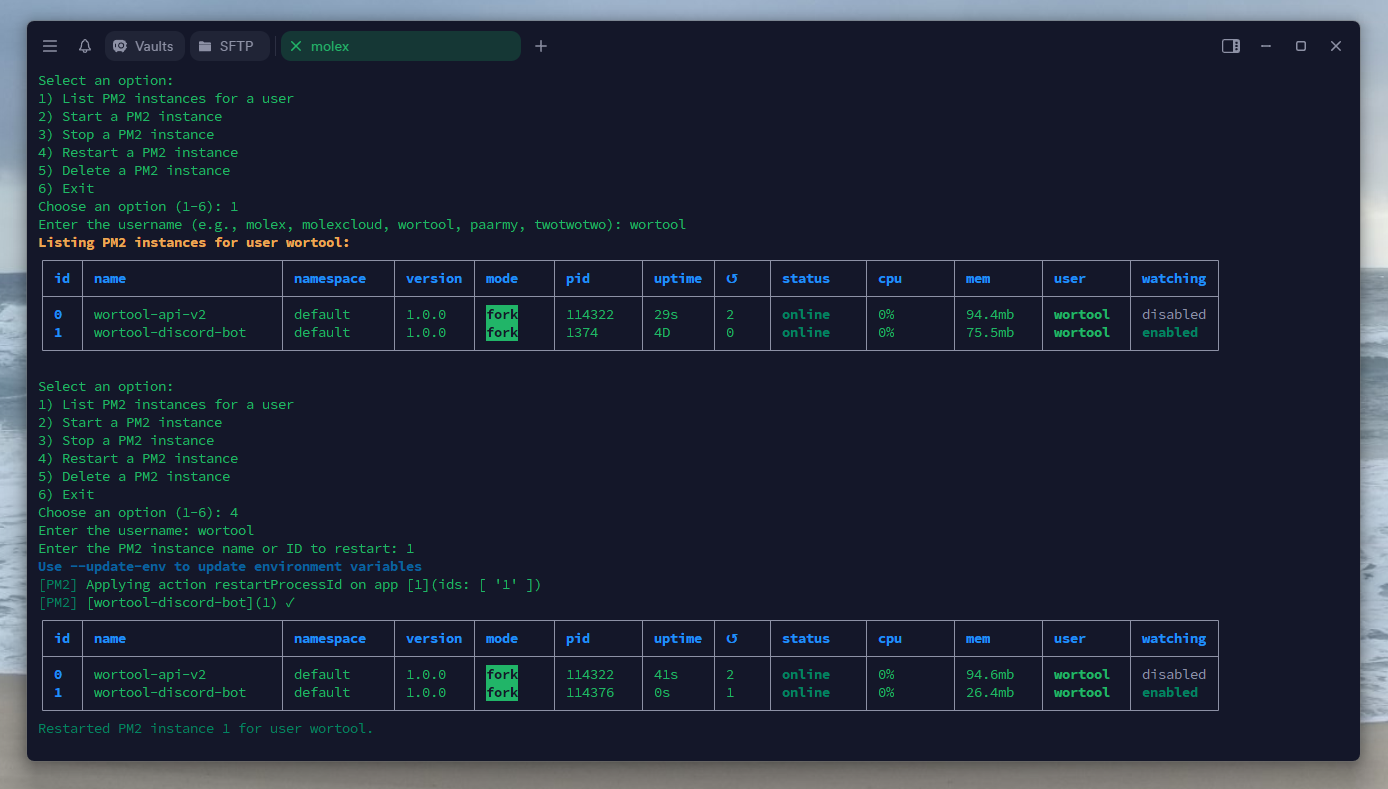 Vaults SFTP molex
Select an option:
1) List PM2 instances for a user
2) Start a PM2 instance
3) Stop a PM2 instance
4) Restart a PM2 instance
5) Delete a PM2 instance
6) Exit
Choose an option (1-6): 1
Enter the username (e.g., molex, molexcloud, wortool, paarmy, twotwotwo): wortool
Listing PM2 instances for user wortool:
id name namespace version mode pid uptime ↺ status cpu mem user watching
0 wortool-api-v2 default 1.0.0 fork 114322 29s 2 online 0% 94.4mb wortool disabled
1 wortool-discord-bot default 1.0.0 fork 1374 4D 0 online 0% 75.5mb wortool enabled
Select an option:
1) List PM2 instances for a user
2) Start a PM2 instance
3) Stop a PM2 instance
4) Restart a PM2 instance
5) Delete a PM2 instance
6) Exit
Choose an option (1-6): 4
Enter the username: wortool
Enter the PM2 instance name or ID to restart: 1
Use --update-env to update environment variables
[PM2] Applying action restartProcessId on app [1](ids: [ '1' ])
[PM2] [wortool-discord-bot](1) ✓
id name namespace version mode pid uptime ↺ status cpu mem user watching
0 wortool-api-v2 default 1.0.0 fork 114322 41s 2 online 0% 94.6mb wortool disabled
1 wortool-discord-bot default 1.0.0 fork 114376 0s 1 online 0% 26.4mb wortool enabled
Restarted PM2 instance 1 for user wortool.